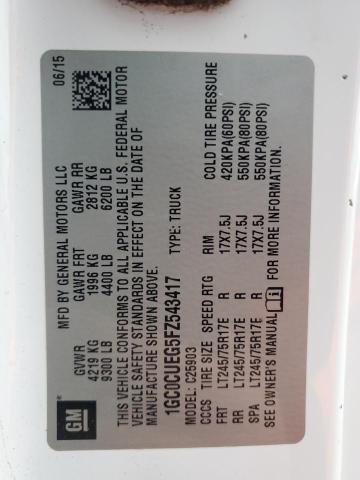 GM
MFD BY GENERAL MOTORS LLC
06/15
GVWR GAWR FRT GAWR RR
4219 KG 1996 KG 2812 KG
9300 LB 4400 LB 6200 LB
THIS VEHICLE CONFORMS TO ALL APPLICABLE U.S. FEDERAL MOTOR
VEHICLE SAFETY STANDARDS IN EFFECT ON THE DATE OF
MANUFACTURE SHOWN ABOVE.
1GC0CUEG5FZ543417 TYPE: TRUCK
MODEL: C25903
CCCS TIRE SIZE SPEED RTG RIM COLD TIRE PRESSURE
FRT LT245/75R17E R 17X7.5J 420KPA(60PSI)
RR LT245/75R17E R 17X7.5J 550KPA(80PSI)
SPA LT245/75R17E R 17X7.5J 550KPA(80PSI)
SEE OWNER'S MANUAL FOR MORE INFORMATION.